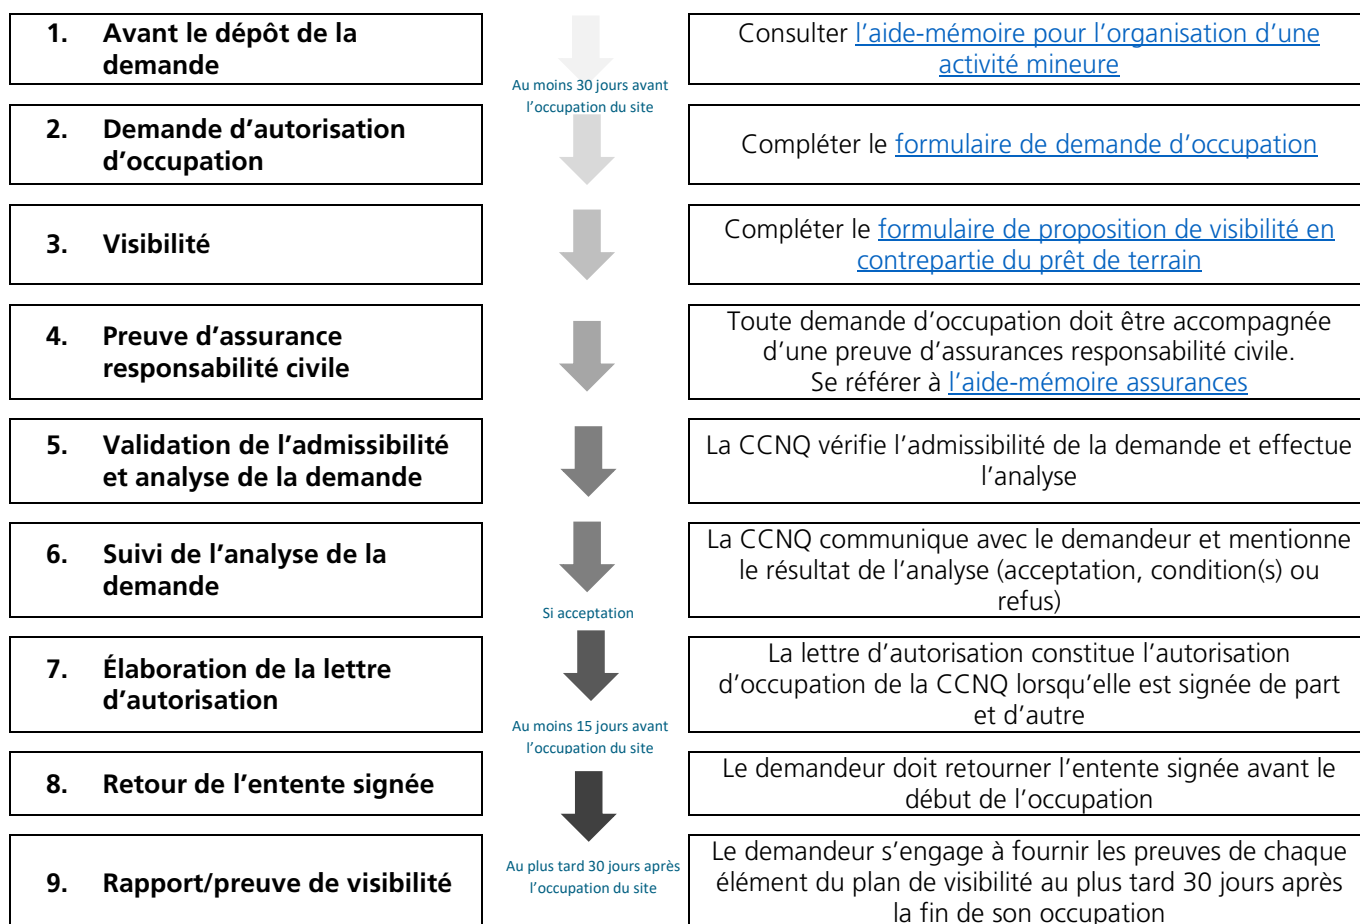 1. Avant le dépôt de la
demande
Consulter l’aide-mémoire pour l’organisation d’une
activité mineure
Au moins 30 jours avant
l’occupation du site
2. Demande d’autorisation
d’occupation
Compléter le formulaire de demande d’occupation
3. Visibilité
Compléter le formulaire de proposition de visibilité en
contrepartie du prêt de terrain
4. Preuve d’assurance
responsabilité civile
Toute demande d’occupation doit être accompagnée
d’une preuve d’assurances responsabilité civile.
Se référer à l’aide-mémoire assurances
5. Validation de l’admissibilité
et analyse de la demande
La CCNQ vérifie l’admissibilité de la demande et effectue
l’analyse
6. Suivi de l’analyse de la
demande
La CCNQ communique avec le demandeur et mentionne
le résultat de l’analyse (acceptation, condition(s) ou
refus)
Si acceptation
7. Élaboration de la lettre
d’autorisation
La lettre d’autorisation constitue l’autorisation
d’occupation de la CCNQ lorsqu’elle est signée de part
et d’autre
Au moins 15 jours avant
l’occupation du site
8. Retour de l’entente signée
Le demandeur doit retourner l’entente signée avant le
début de l’occupation
Au plus tard 30 jours après
l’occupation du site
9. Rapport/preuve de visibilité
Le demandeur s’engage à fournir les preuves de chaque
élément du plan de visibilité au plus tard 30 jours après
la fin de son occupation